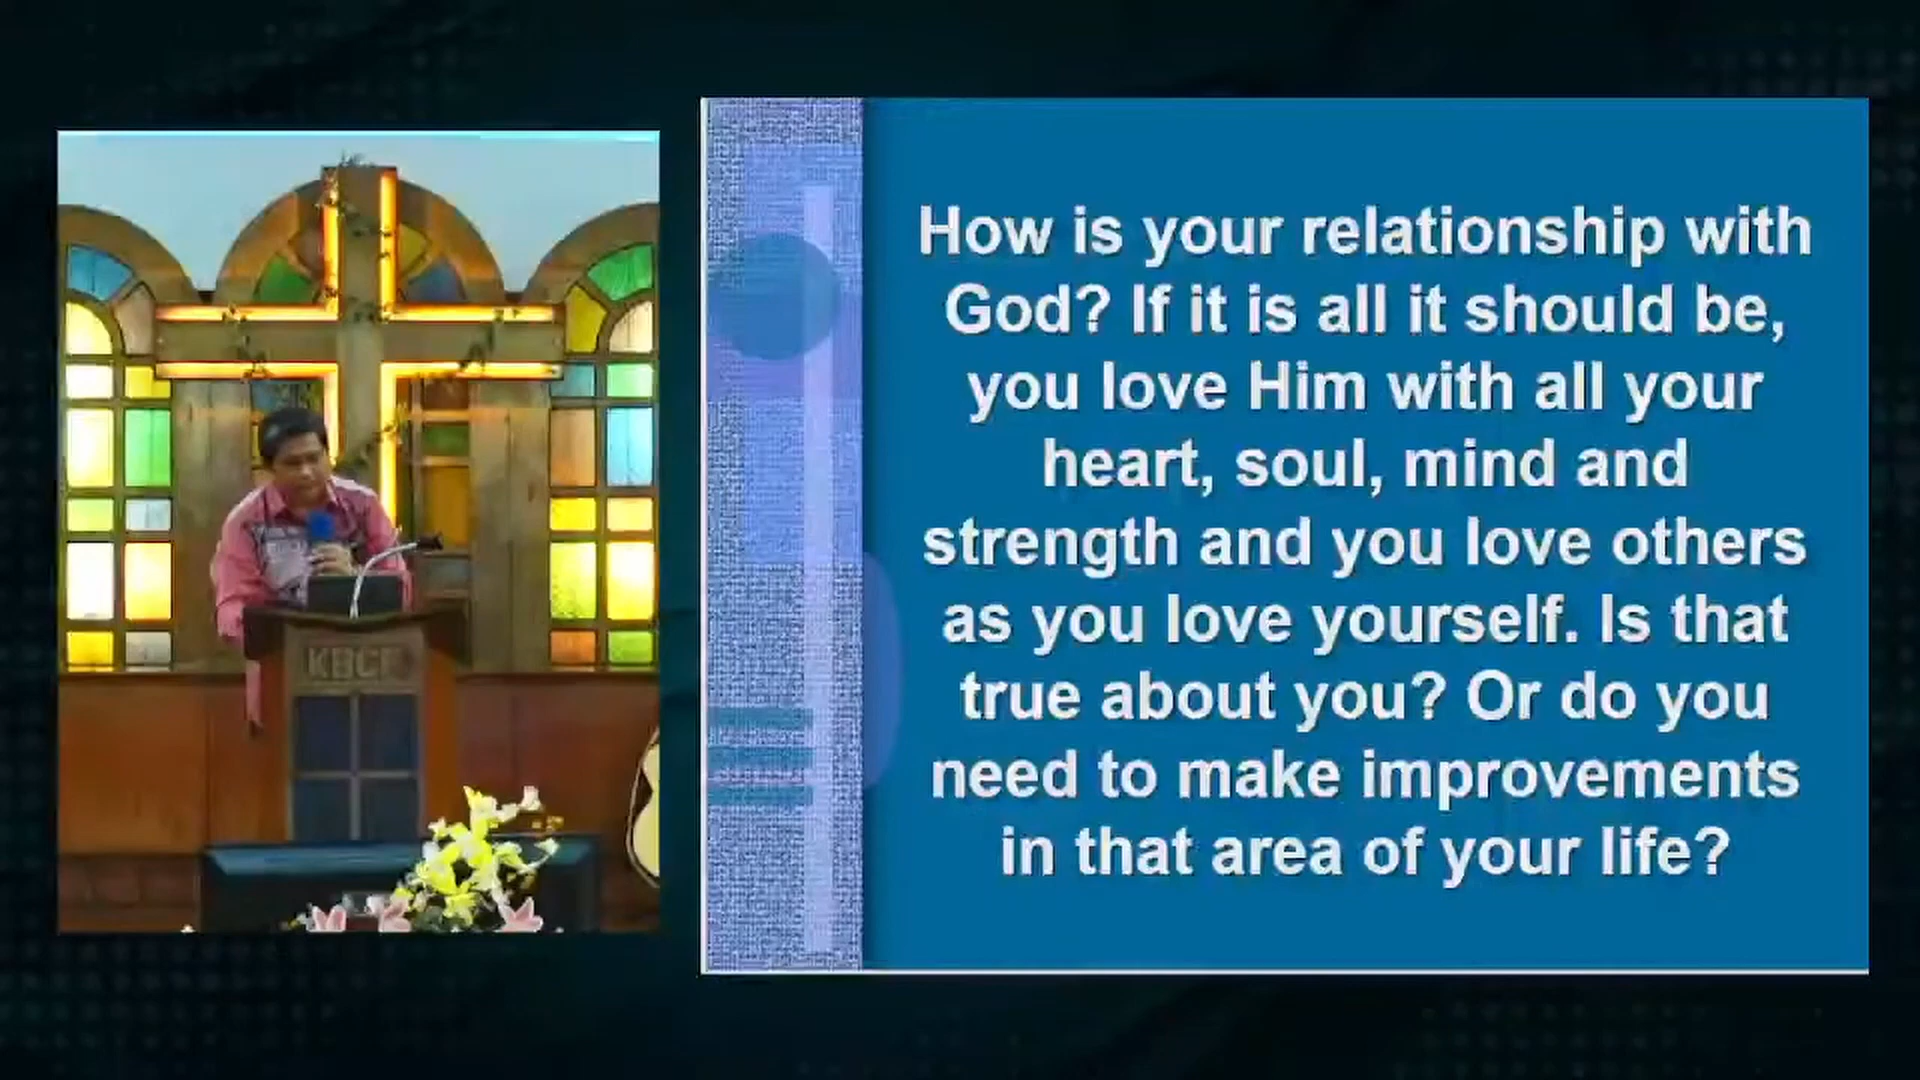 How is your relationship with
God? If it is all it should be,
you love Him with all your
heart, soul, mind and
strength and you love others
as you love yourself. Is that
true about you? Or do you
need to make improvements
in that area of your life?